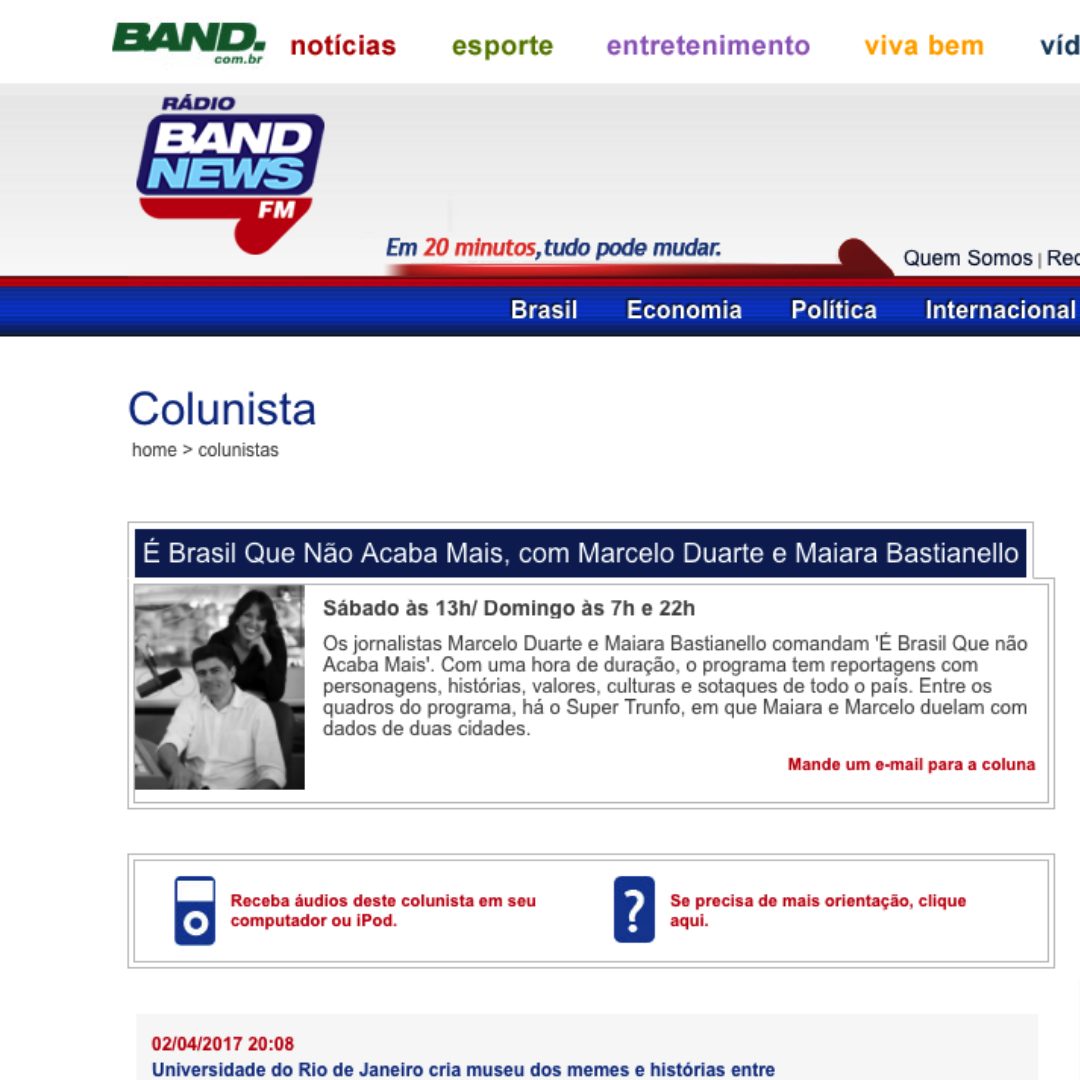 BAND.
com.br
notícias esporte entretenimento viva bem víd
RÁDIO
BAND
NEWS
FM
Em 20 minutos, tudo pode mudar.
Quem Somos | Rec
Brasil Economia Política Internacional
Colunista
home > colunistas
É Brasil Que Não Acaba Mais, com Marcelo Duarte e Maiara Bastianello
Sábado às 13h/ Domingo às 7h e 22h
Os jornalistas Marcelo Duarte e Maiara Bastianello comandam 'É Brasil Que não
Acaba Mais'. Com uma hora de duração, o programa tem reportagens com
personagens, histórias, valores, culturas e sotaques de todo o país. Entre os
quadros do programa, há o Super Trunfo, em que Maiara e Marcelo duelam com
dados de duas cidades.
Mande um e-mail para a coluna
Receba áudios deste colunista em seu
computador ou iPod.
?
Se precisa de mais orientação, clique
aqui.
02/04/2017 20:08
Universidade do Rio de Janeiro cria museu dos memes e histórias entre